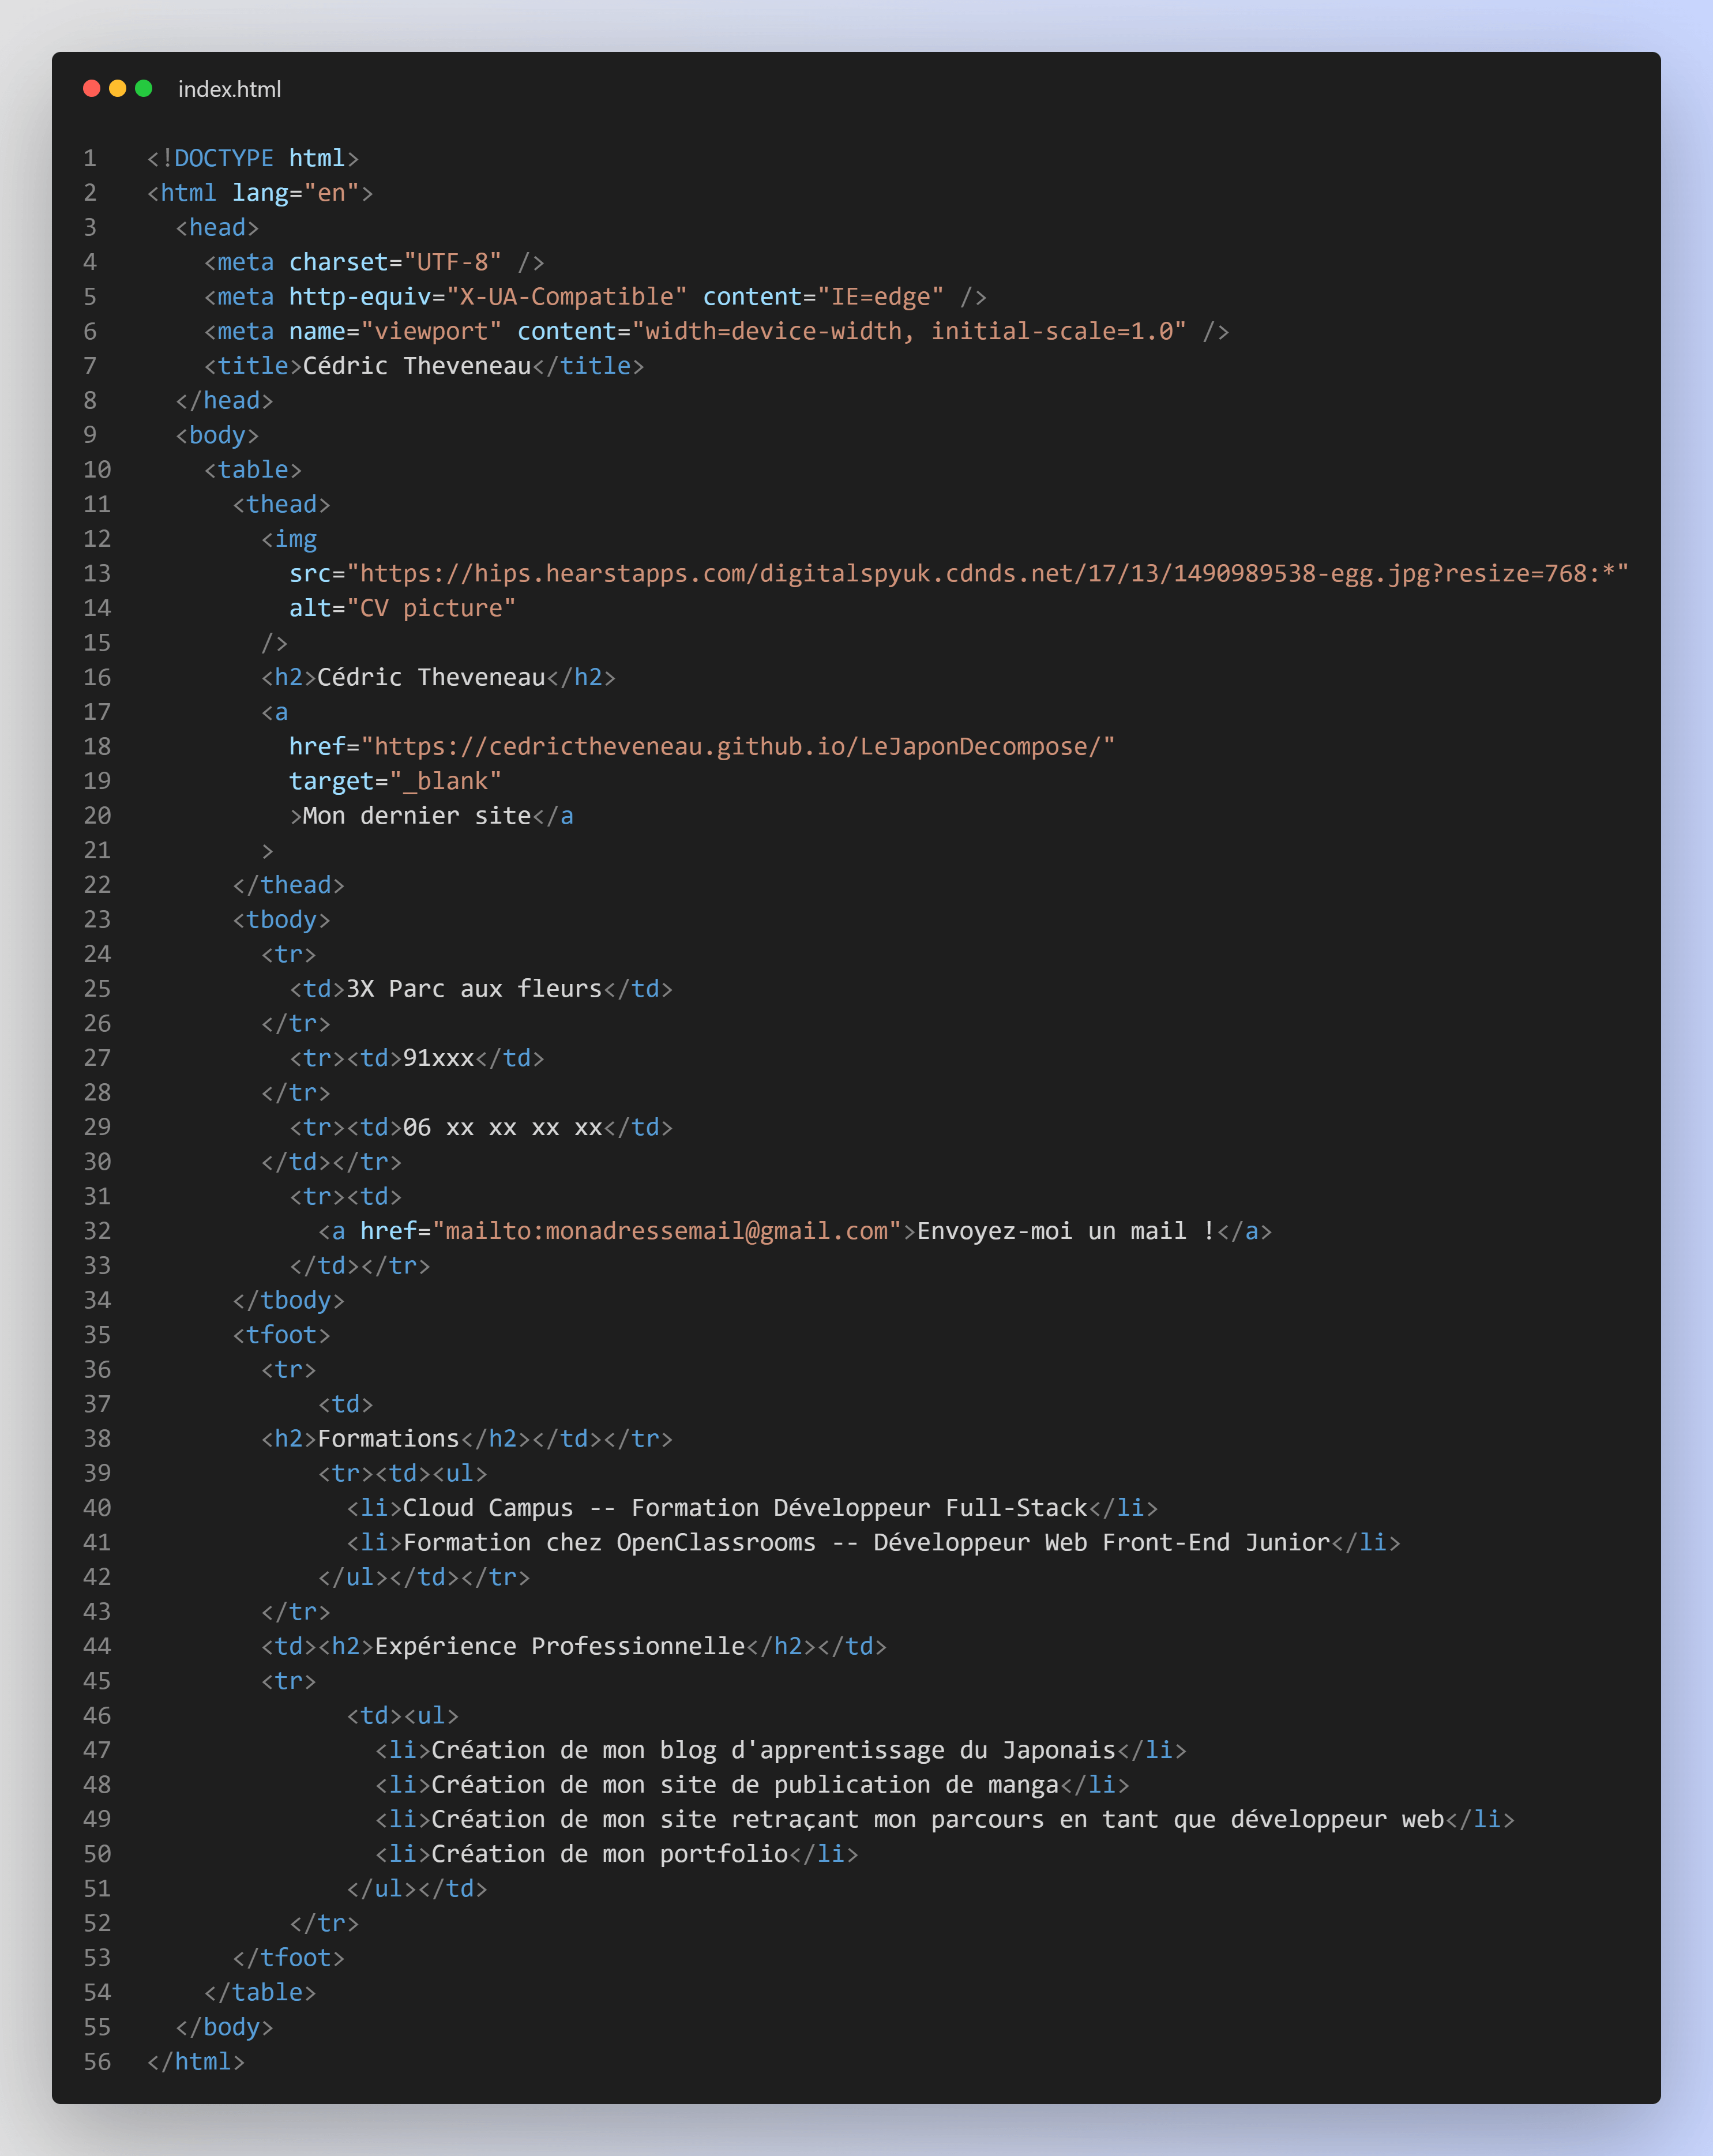 index.html
1 <!DOCTYPE html>
2 <html lang="en">
3   <head>
4     <meta charset="UTF-8" />
5     <meta http-equiv="X-UA-Compatible" content="IE=edge" />
6     <meta name="viewport" content="width=device-width, initial-scale=1.0" />
7     <title>Cédric Theveneau</title>
8   </head>
9   <body>
10     <table>
11       <thead>
12         <img
13           src="https://hips.hearstapps.com/digitalspyuk.cdnds.net/17/13/1490989538-egg.jpg?resize=768:*"
14           alt="CV picture"
15         />
16         <h2>Cédric Theveneau</h2>
17         <a
18           href="https://cedrictheveneau.github.io/LeJaponDecompose/"
19           target="_blank"
20           >Mon dernier site</a
21         >
22       </thead>
23       <tbody>
24         <tr>
25           <td>3X Parc aux fleurs</td>
26         </tr>
27           <tr><td>91xxx</td>
28         </tr>
29           <tr><td>06 xx xx xx xx</td>
30         </td></tr>
31           <tr><td>
32             <a href="mailto:monadressemail@gmail.com">Envoyez-moi un mail !</a>
33           </td></tr>
34       </tbody>
35       <tfoot>
36         <tr>
37             <td>
38         <h2>Formations</h2></td></tr>
39             <tr><td><ul>
40               <li>Cloud Campus -- Formation Développeur Full-Stack</li>
41               <li>Formation chez OpenClassrooms -- Développeur Web Front-End Junior</li>
42             </ul></td></tr>
43         </tr>
44         <td><h2>Expérience Professionnelle</h2></td>
45         <tr>
46               <td><ul>
47                 <li>Création de mon blog d'apprentissage du Japonais</li>
48                 <li>Création de mon site de publication de manga</li>
49                 <li>Création de mon site retraçant mon parcours en tant que développeur web</li>
50                 <li>Création de mon portfolio</li>
51               </ul></td>
52           </tr>
53       </tfoot>
54     </table>
55   </body>
56 </html>